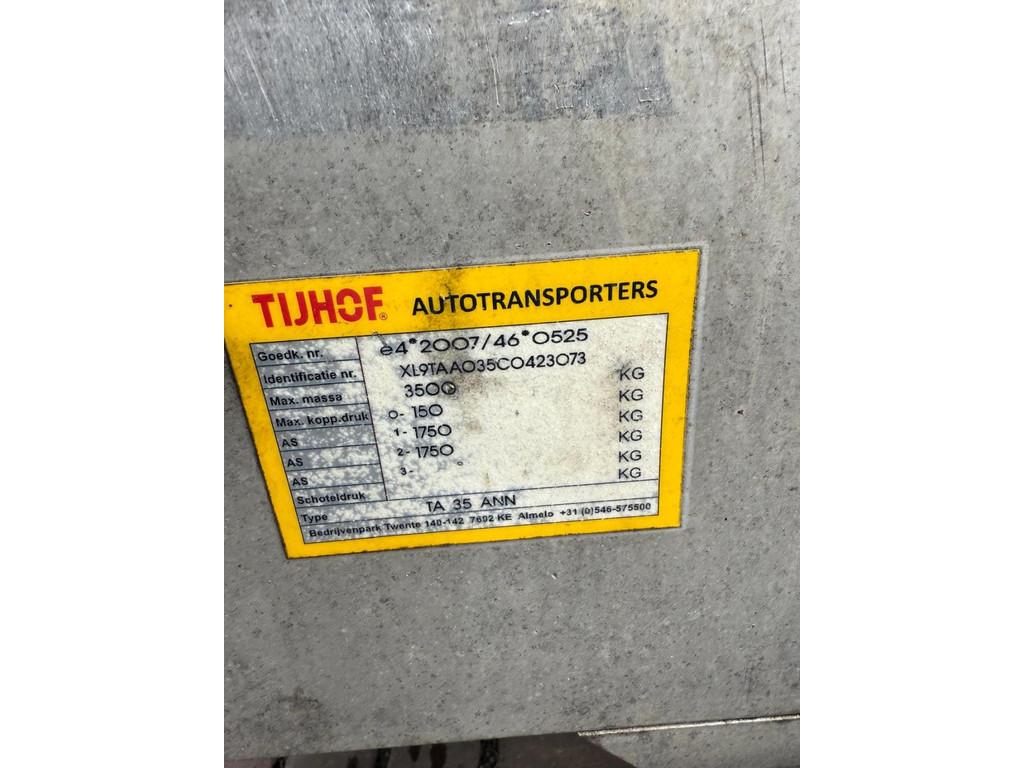 TIJHOF® AUTOTRANSPORTERS
Goedk. nr. e4*2007/46*0525
Identificatie nr. XL9TAA035C0423073
Max. massa 3500 KG
Max. kopp.druk 0- 150 KG
AS 1- 1750 KG
AS 2- 1750 KG
AS 3- KG
Schoteldruk KG
Type TA 35 ANN
Bedrijvenpark Twente 140-142 7602 KE Almelo +31 (0)546-575500